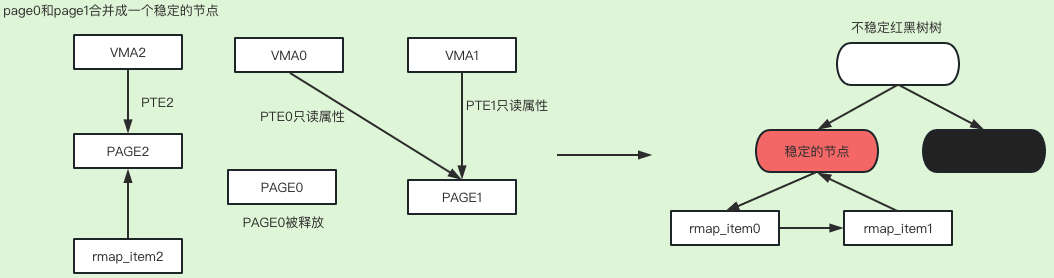 page0和page1合并成一个稳定的节点
VMA2
VMA0
VMA1
PTE2
PTE0只读属性
PTE1只读属性
PAGE2
PAGE0
PAGE1
PAGE0被释放
rmap_item2
不稳定红黑树树
稳定的节点
rmap_item0
rmap_item1